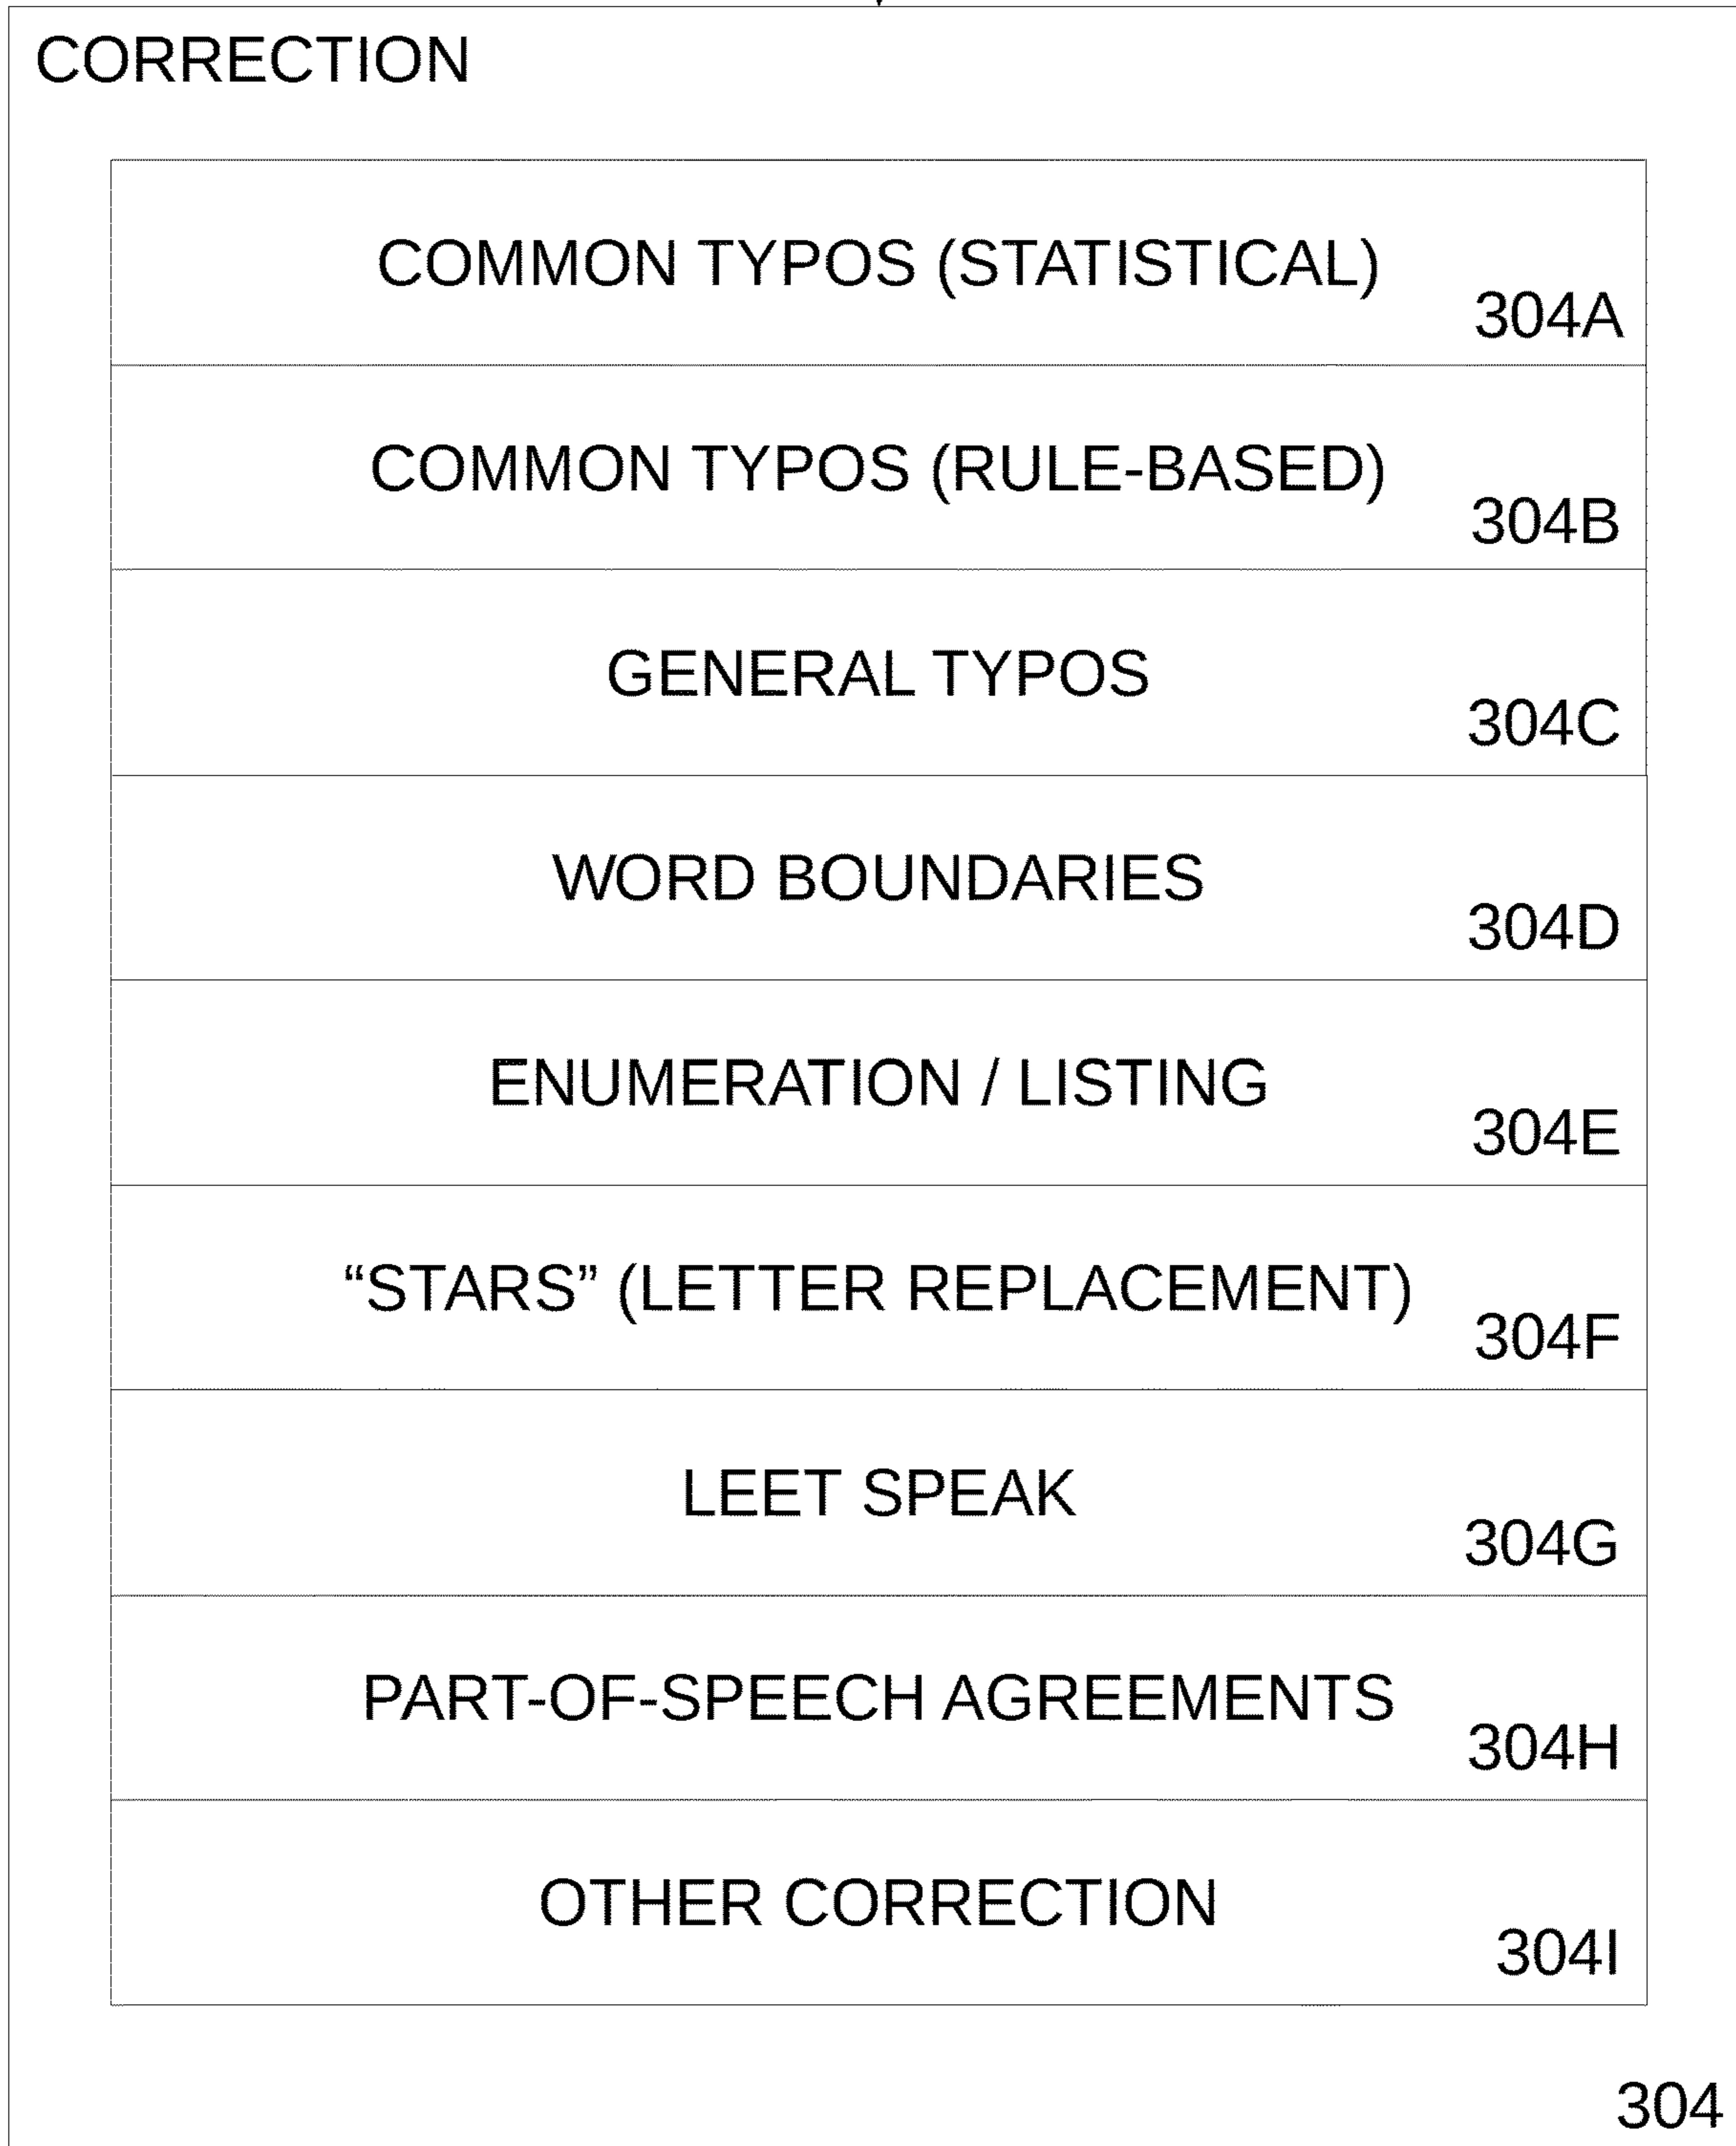 CORRECTION
COMMON TYPOS (STATISTICAL)
304A
COMMON TYPOS (RULE-BASED)
304B
GENERAL TYPOS
304C
WORD BOUNDARIES
304D
ENUMERATION / LISTING
304E
“STARS” (LETTER REPLACEMENT)
304F
LEET SPEAK
304G
PART-OF-SPEECH AGREEMENTS
304H
OTHER CORRECTION
304I
304